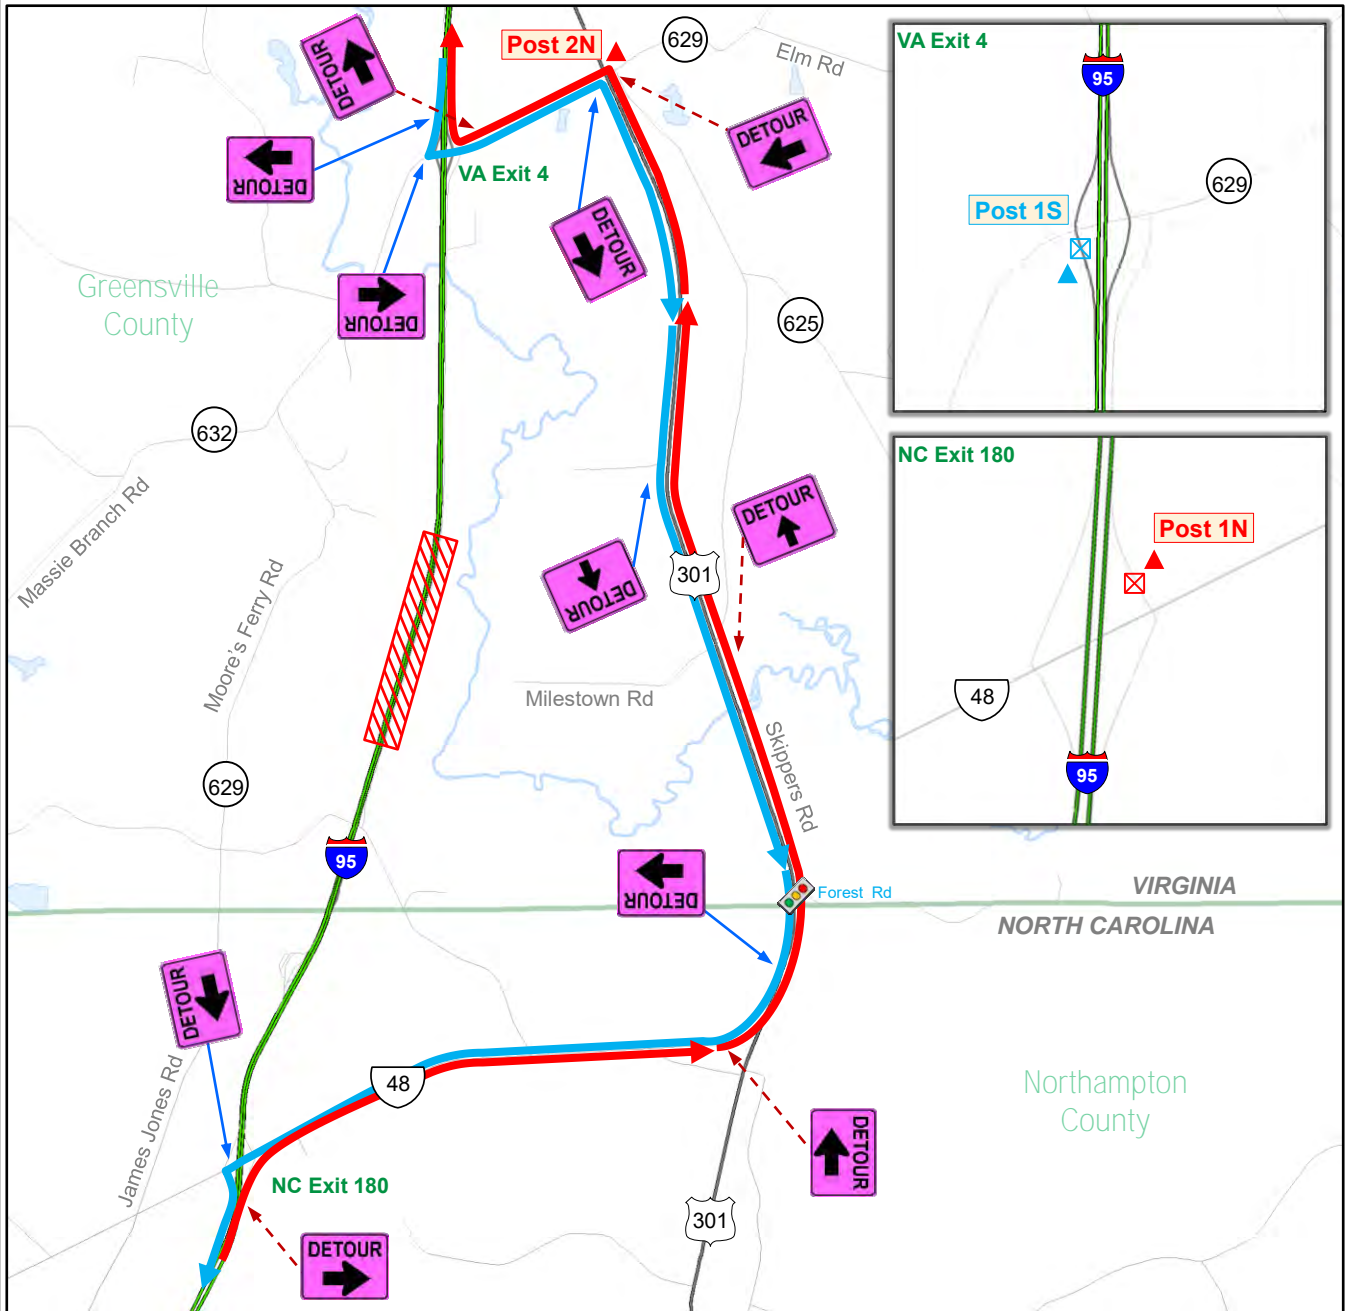 DETOUR
Post 2N
629
Elm Rd
DETOUR
DETOUR
VA Exit 4
DETOUR
DETOUR
Greensville
County
625
632
Massie Branch Rd
Moore's Ferry Rd
DETOUR
DETOUR
301
Milestown Rd
Skippers Rd
629
95
DETOUR
Forest Rd
VIRGINIA
NORTH CAROLINA
DETOUR
48
James Jones Rd
NC Exit 180
DETOUR
DETOUR
301
Northampton
County
VA Exit 4
95
629
Post 1S
NC Exit 180
Post 1N
48
95